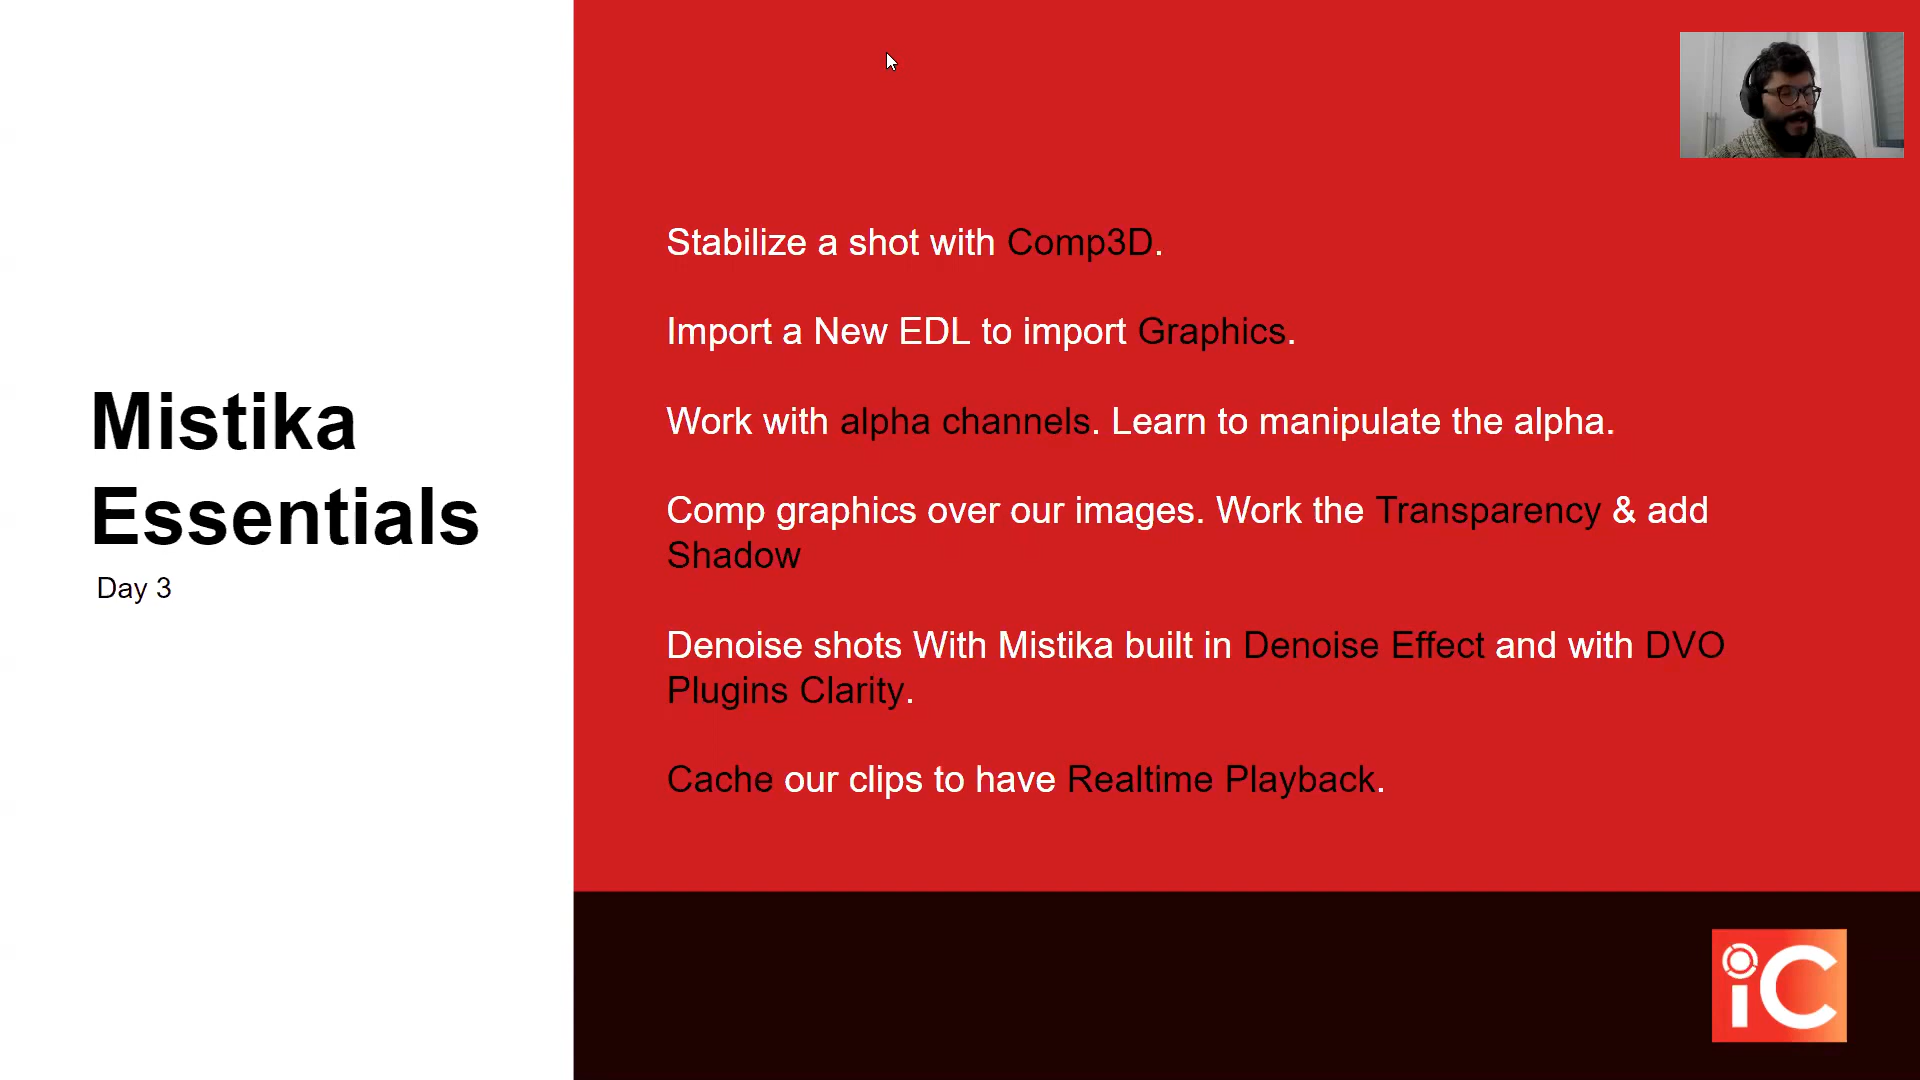 Mistika
Essentials
Day 3
Stabilize a shot with Comp3D.
Import a New EDL to import Graphics.
Work with alpha channels. Learn to manipulate the alpha.
Comp graphics over our images. Work the Transparency & add
Shadow
Denoise shots With Mistika built in Denoise Effect and with DVO
Plugins Clarity.
Cache our clips to have Realtime Playback.
iC